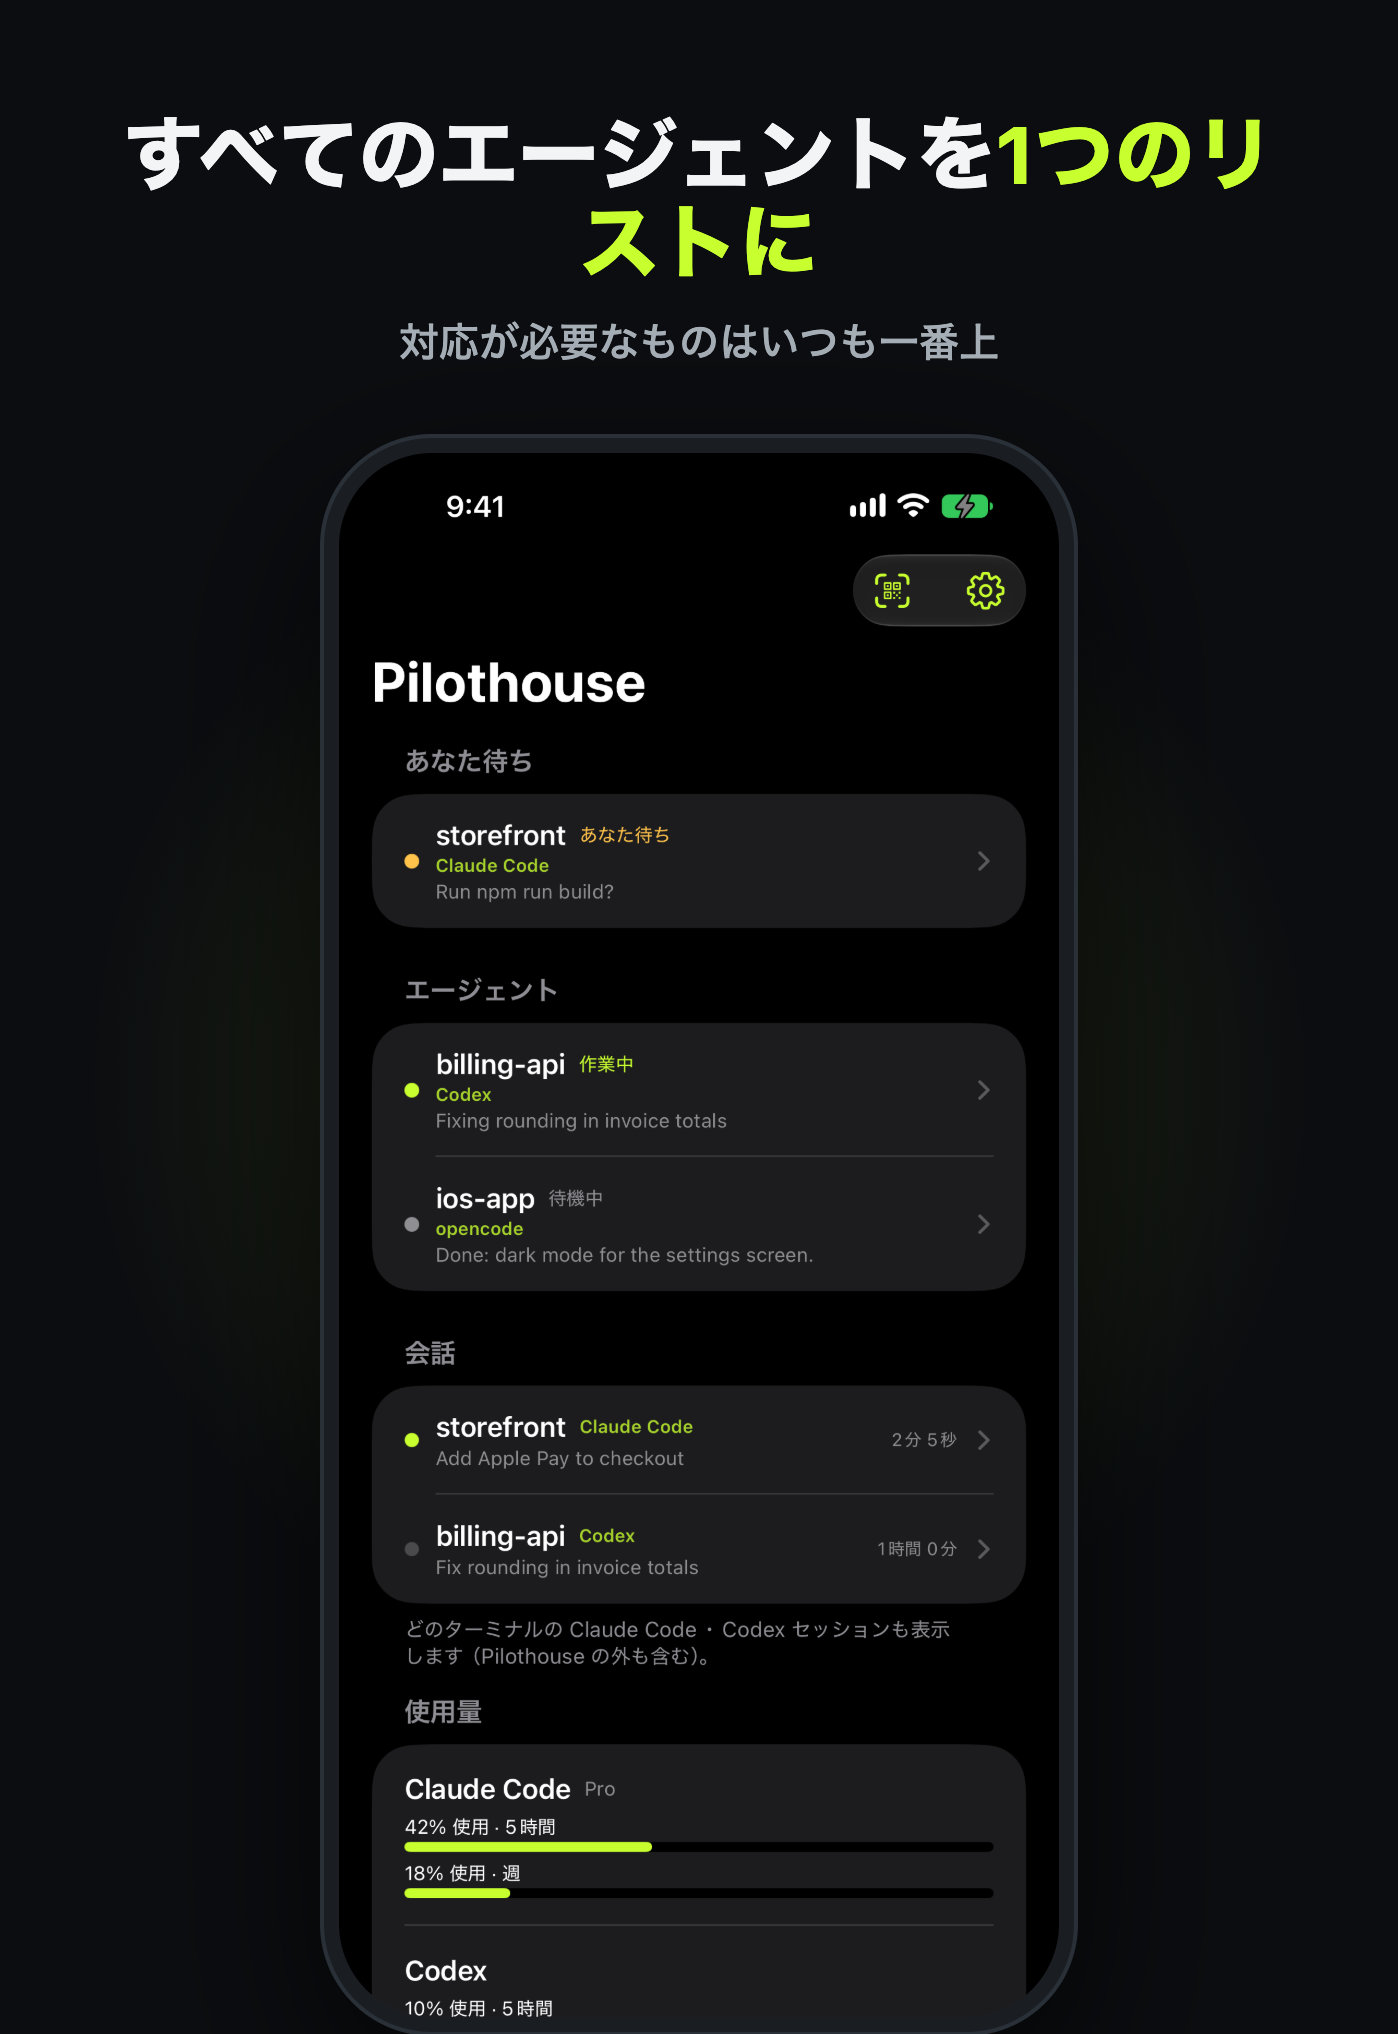 すべてのエージェントを1つのリ
ストに
対応が必要なものはいつも一番上
9:41
Pilothouse
あなた待ち
storefront あなた待ち
Claude Code
Run npm run build?
エージェント
billing-api 作業中
Codex
Fixing rounding in invoice totals
ios-app 待機中
opencode
Done: dark mode for the settings screen.
会話
storefront Claude Code
Add Apple Pay to checkout
2分 5秒
billing-api Codex
Fix rounding in invoice totals
1時間 0分
どのターミナルの Claude Code・Codex セッションも表示
します（Pilothouse の外も含む）。
使用量
Claude Code Pro
42% 使用 · 5時間
18% 使用 · 週
Codex
10% 使用 · 5時間